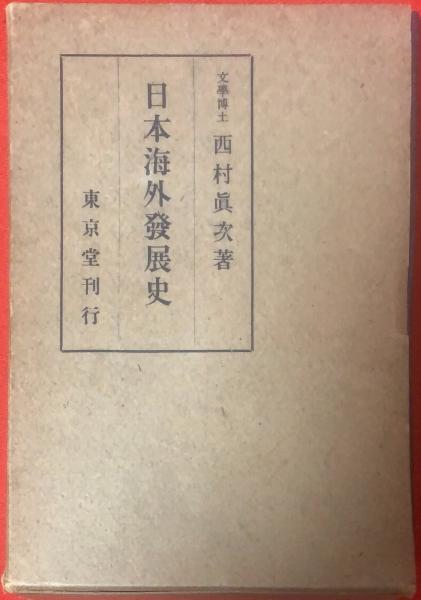 文學博士 西村眞次著
日本海外發展史
東京堂刊行